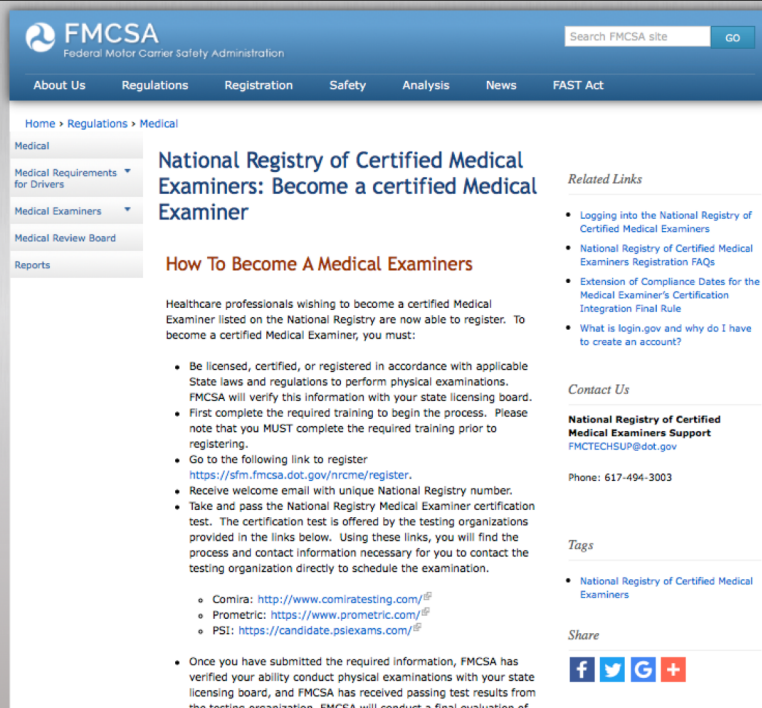 FMCSA
Federal Motor Carrier Safety Administration
Search FMCSA site
GO
About Us
Regulations
Registration
Safety
Analysis
News
FAST Act
Home › Regulations › Medical
Medical
Medical Requirements
for Drivers
Medical Examiners
Medical Review Board
Reports
National Registry of Certified Medical
Examiners: Become a certified Medical
Examiner
How To Become A Medical Examiners
Healthcare professionals wishing to become a certified Medical
Examiner listed on the National Registry are now able to register.  To
become a certified Medical Examiner, you must:
• Be licensed, certified, or registered in accordance with applicable
State laws and regulations to perform physical examinations.
FMCSA will verify this information with your state licensing board.
• First complete the required training to begin the process.  Please
note that you MUST complete the required training prior to
registering.
• Go to the following link to register
https://sfm.fmcsa.dot.gov/nrcme/register.
• Receive welcome email with unique National Registry number.
• Take and pass the National Registry Medical Examiner certification
test.  The certification test is offered by the testing organizations
provided in the links below.  Using these links, you will find the
process and contact information necessary for you to contact the
testing organization directly to schedule the examination.
◦ Comira: http://www.comiratesting.com/
◦ Prometric: https://www.prometric.com/
◦ PSI: https://candidate.psiexams.com/
• Once you have submitted the required information, FMCSA has
verified your ability conduct physical examinations with your state
licensing board, and FMCSA has received passing test results from
the testing organization, FMCSA will conduct a final evaluation of
Related Links
• Logging into the National Registry of
Certified Medical Examiners
• National Registry of Certified Medical
Examiners Registration FAQs
• Extension of Compliance Dates for the
Medical Examiner's Certification
Integration Final Rule
• What is login.gov and why do I have
to create an account?
Contact Us
National Registry of Certified
Medical Examiners Support
FMCTECHSUP@dot.gov
Phone: 617-494-3003
Tags
• National Registry of Certified Medical
Examiners
Share